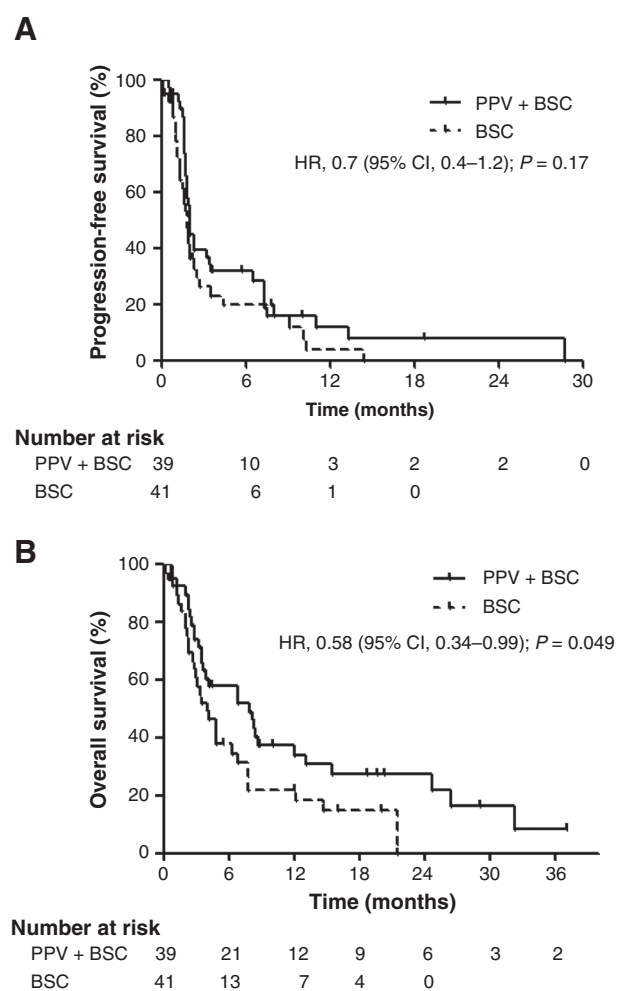 A
Progression-free survival (%)
100
80
60
40
20
0
PPV + BSC
BSC
HR, 0.7 (95% CI, 0.4–1.2); P = 0.17
0 6 12 18 24 30
Time (months)
Number at risk
PPV + BSC 39 10 3 2 2 0
BSC 41 6 1 0
B
Overall survival (%)
100
80
60
40
20
0
PPV + BSC
BSC
HR, 0.58 (95% CI, 0.34–0.99); P = 0.049
0 6 12 18 24 30 36
Time (months)
Number at risk
PPV + BSC 39 21 12 9 6 3 2
BSC 41 13 7 4 0